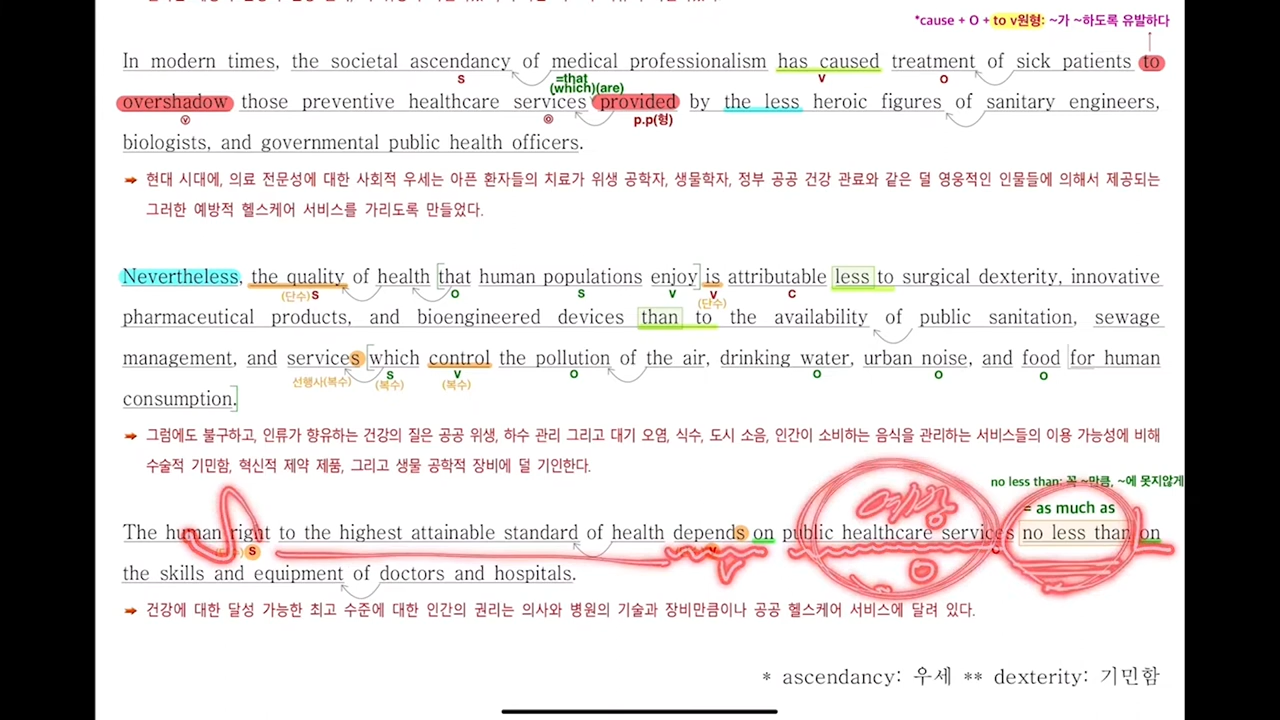 *cause + O + to v원형: ~가 ~하도록 유발하다
In modern times, the societal ascendancy of medical professionalism has caused treatment of sick patients to
S =that V O
(which)(are)
overshadow those preventive healthcare services provided by the less heroic figures of sanitary engineers,
ⓥ ⓞ p.p(형)
biologists, and governmental public health officers.
➡ 현대 시대에, 의료 전문성에 대한 사회적 우세는 아픈 환자들의 치료가 위생 공학자, 생물학자, 정부 공공 건강 관료와 같은 덜 영웅적인 인물들에 의해서 제공되는
그러한 예방적 헬스케어 서비스를 가리도록 만들었다.
Nevertheless, the quality of health [that human populations enjoy] is attributable less to surgical dexterity, innovative
(단수) S O S V V C
(단수)
pharmaceutical products, and bioengineered devices than to the availability of public sanitation, sewage
management, and services [which control the pollution of the air, drinking water, urban noise, and food for human
선행사(복수) S (복수) V (복수) O O O O
consumption.]
➡ 그럼에도 불구하고, 인류가 향유하는 건강의 질은 공공 위생, 하수 관리 그리고 대기 오염, 식수, 도시 소음, 인간이 소비하는 음식을 관리하는 서비스들의 이용 가능성에 비해
수술적 기민함, 혁신적 제약 제품, 그리고 생물 공학적 장비에 덜 기인한다.
no less than: 꼭 ~만큼, ~에 못지않게
예방 = as much as
The human right to the highest attainable standard of health depends on public healthcare services no less than on
S V O
the skills and equipment of doctors and hospitals.
➡ 건강에 대한 달성 가능한 최고 수준에 대한 인간의 권리는 의사와 병원의 기술과 장비만큼이나 공공 헬스케어 서비스에 달려 있다.
* ascendancy: 우세 ** dexterity: 기민함